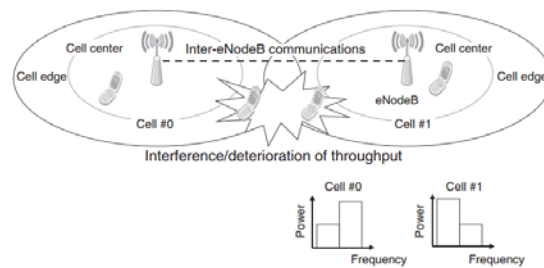 Cell center
Inter-eNodeB communications
Cell center
Cell edge
Cell edge
eNodeB
Cell #0
Cell #1
Interference/deterioration of throughput
Cell #0
Cell #1
Power
Power
Frequency
Frequency